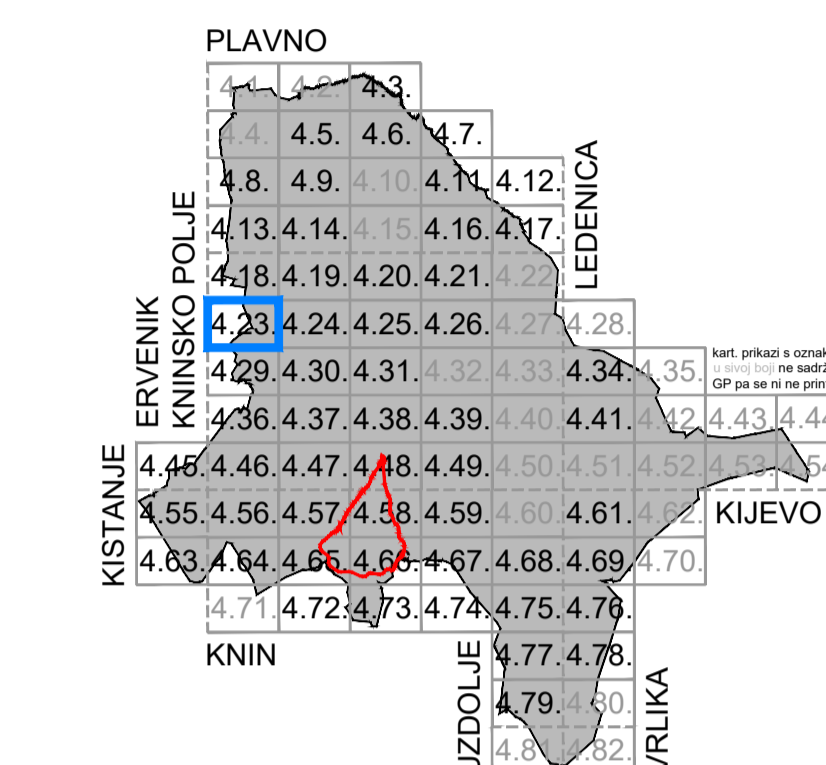 PLAVNO
4.1. 4.2. 4.3.
4.4. 4.5. 4.6. 4.7.
4.8. 4.9. 4.10. 4.11. 4.12.
LEDENICA
4.13. 4.14. 4.15. 4.16. 4.17.
KNINSKO POLJE
4.18. 4.19. 4.20. 4.21. 4.22.
ERVENIK
4.23. 4.24. 4.25. 4.26. 4.27. 4.28.
4.29. 4.30. 4.31. 4.32. 4.33. 4.34. 4.35.
kart. prikazi s oznak
u sivoj boji ne sadrž
GP pa se ni ne print
4.36. 4.37. 4.38. 4.39. 4.40. 4.41. 4.42. 4.43. 4.44
KISTANJE
4.45. 4.46. 4.47. 4.48. 4.49. 4.50. 4.51. 4.52. 4.53. 4.54
4.55. 4.56. 4.57. 4.58. 4.59. 4.60. 4.61. 4.62. KIJEVO
4.63. 4.64. 4.65. 4.66. 4.67. 4.68. 4.69. 4.70.
4.71. 4.72. 4.73. 4.74. 4.75. 4.76.
KNIN
UZDOLJE
4.77. 4.78.
VRLIKA
4.79. 4.80.
4.81. 4.82.